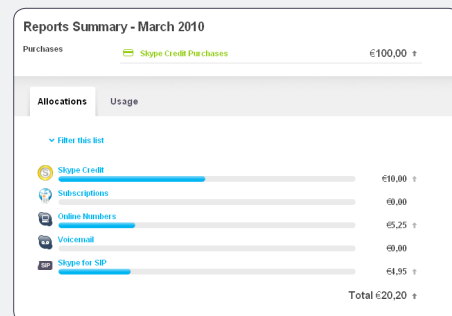 Reports Summary - March 2010
Purchases
Skype Credit Purchases €100,00
Allocations Usage
Filter this list
Skype Credit
€10,00
Subscriptions
€0,00
Online Numbers
€5,25
Voicemail
€0,00
SIP Skype for SIP
€4,95
Total €20,20